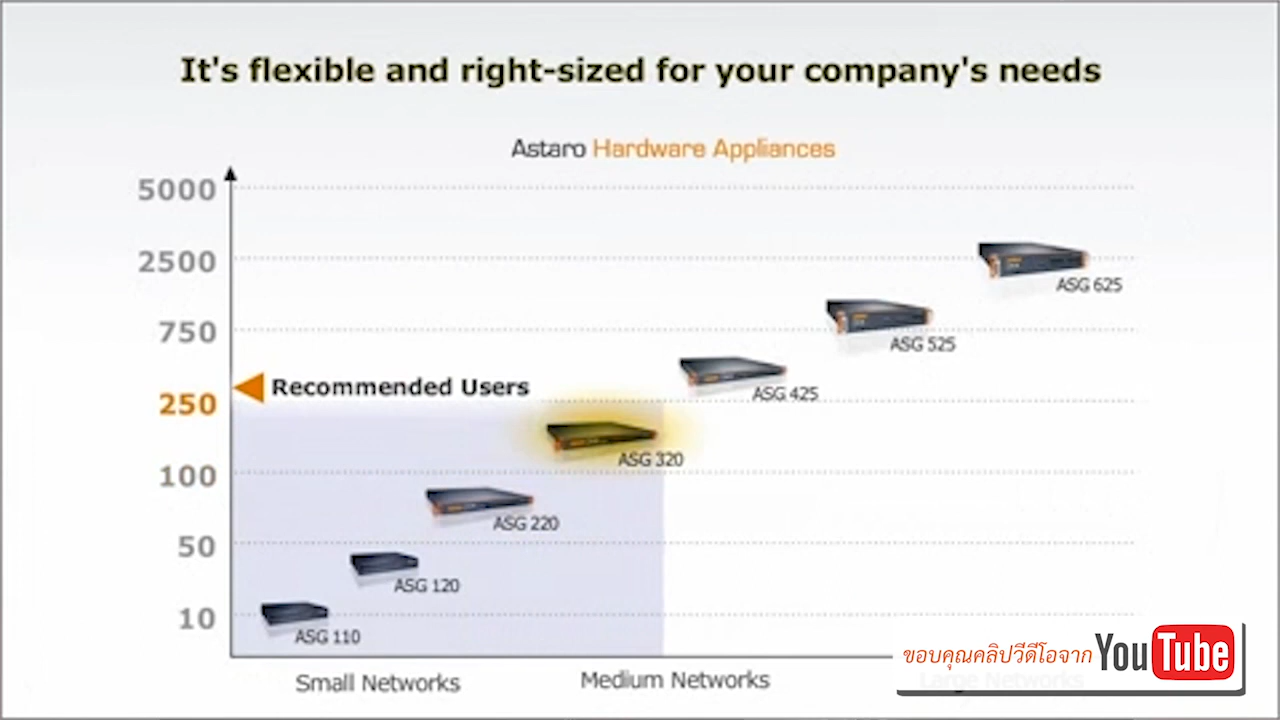 It's flexible and right-sized for your company's needs
Astaro Hardware Appliances
5000
2500
ASG 625
750
ASG 525
Recommended Users
250
ASG 425
ASG 320
100
ASG 220
50
ASG 120
10
ASG 110
Small Networks
Medium Networks
Large Networks
ขอบคุณคลิปวีดีโอจาก YouTube